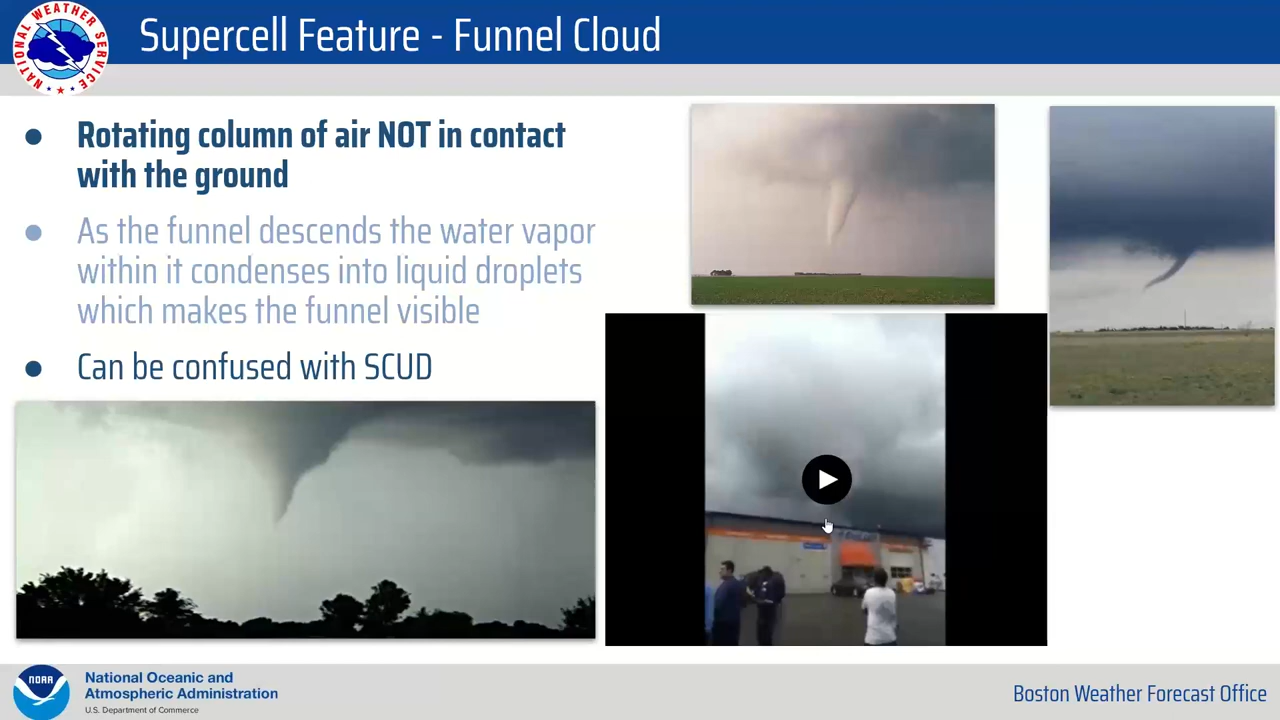 NATIONAL WEATHER SERVICE
Supercell Feature - Funnel Cloud
● Rotating column of air NOT in contact
with the ground
● As the funnel descends the water vapor
within it condenses into liquid droplets
which makes the funnel visible
● Can be confused with SCUD
NOAA
National Oceanic and
Atmospheric Administration
U.S. Department of Commerce
Boston Weather Forecast Office